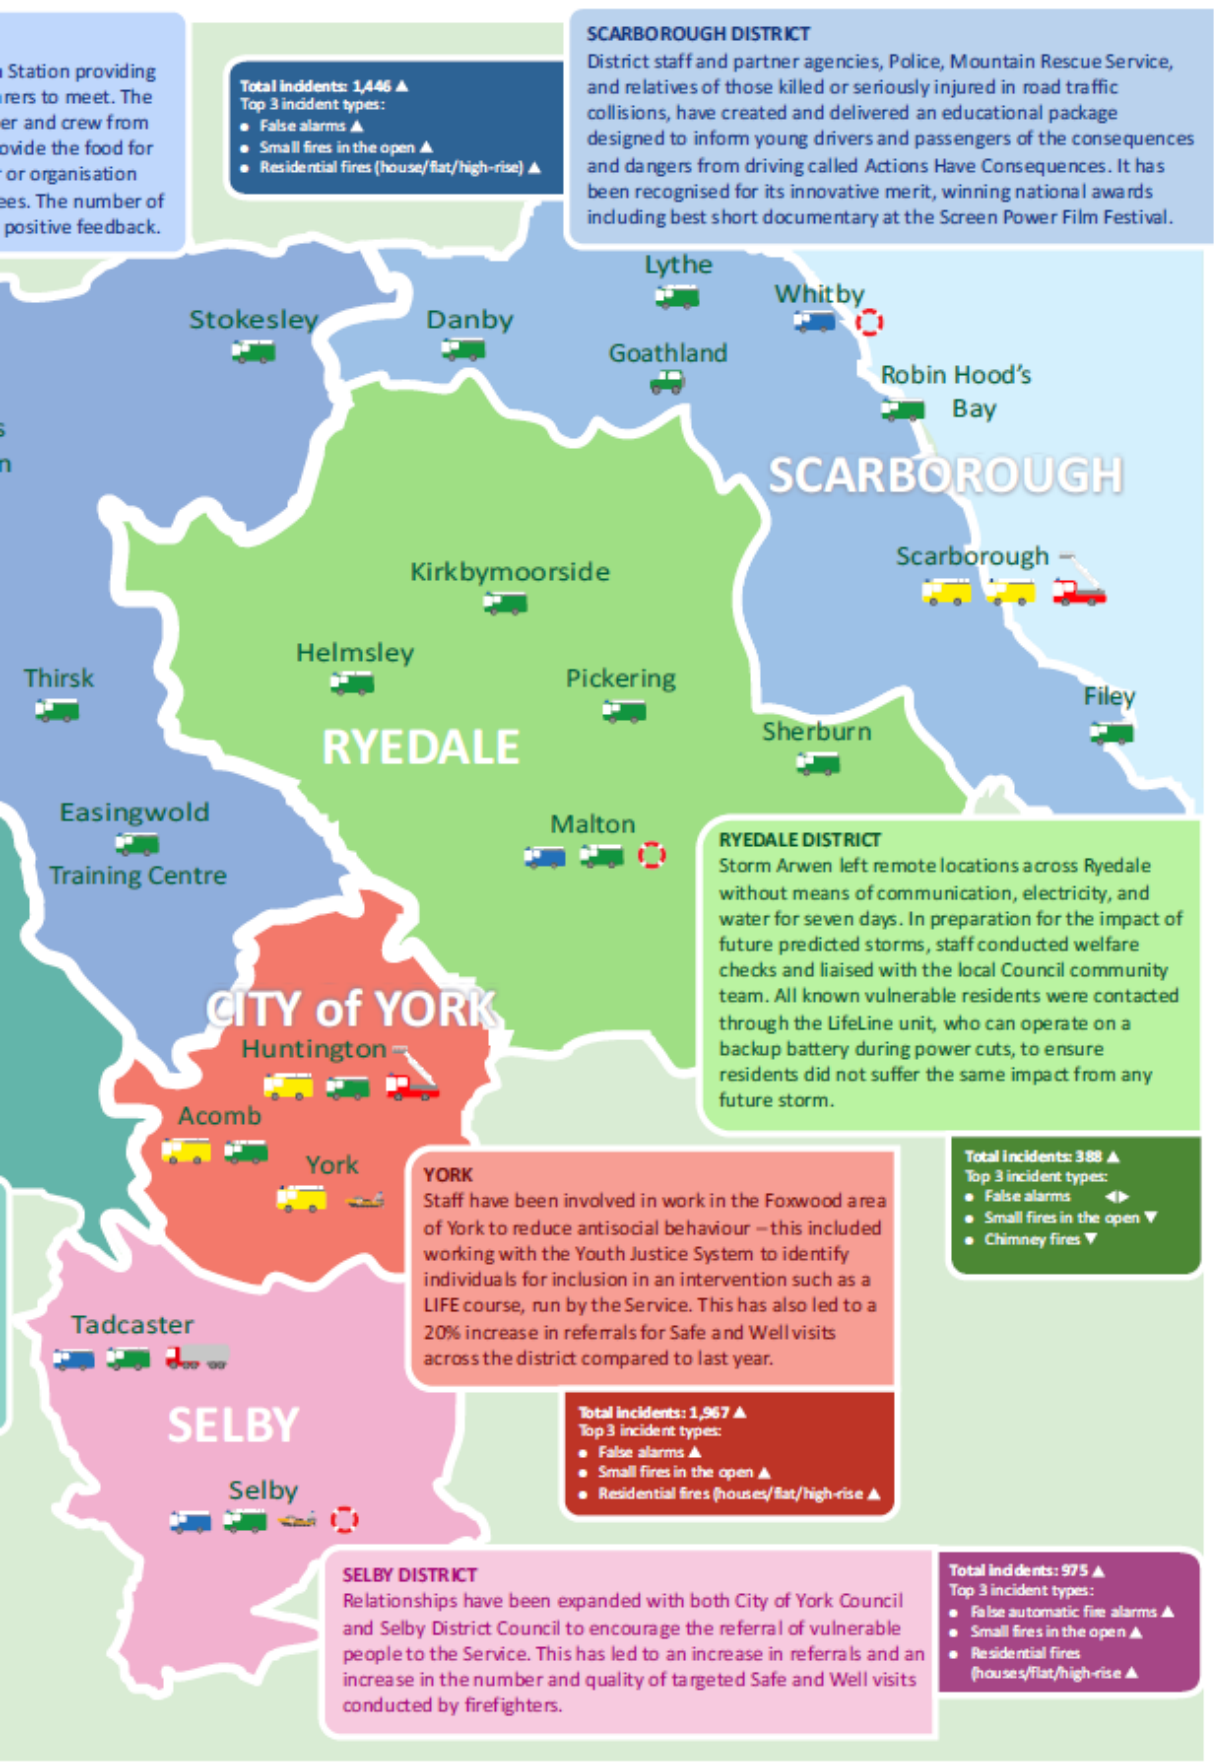 n Station providing
rers to meet. The
er and crew from
ovide the food for
r or organisation
ees. The number of
positive feedback.
Total incidents: 1,446 ▲
Top 3 incident types:
● False alarms ▲
● Small fires in the open ▲
● Residential fires (house/flat/high-rise) ▲
SCARBOROUGH DISTRICT
District staff and partner agencies, Police, Mountain Rescue Service,
and relatives of those killed or seriously injured in road traffic
collisions, have created and delivered an educational package
designed to inform young drivers and passengers of the consequences
and dangers from driving called Actions Have Consequences. It has
been recognised for its innovative merit, winning national awards
including best short documentary at the Screen Power Film Festival.
Lythe
Whitby
Stokesley
Danby
Goathland
Robin Hood's
Bay
s
n
SCARBOROUGH
Scarborough
Kirkbymoorside
Helmsley
Thirsk
Pickering
Filey
RYEDALE
Sherburn
Easingwold
Training Centre
Malton
RYEDALE DISTRICT
Storm Arwen left remote locations across Ryedale
without means of communication, electricity, and
water for seven days. In preparation for the impact of
future predicted storms, staff conducted welfare
checks and liaised with the local Council community
team. All known vulnerable residents were contacted
through the LifeLine unit, who can operate on a
backup battery during power cuts, to ensure
residents did not suffer the same impact from any
future storm.
CITY of YORK
Huntington
Acomb
York
Total incidents: 388 ▲
Top 3 incident types:
● False alarms ◀▶
● Small fires in the open ▼
● Chimney fires ▼
YORK
Staff have been involved in work in the Foxwood area
of York to reduce antisocial behaviour – this included
working with the Youth Justice System to identify
individuals for inclusion in an intervention such as a
LIFE course, run by the Service. This has also led to a
20% increase in referrals for Safe and Well visits
across the district compared to last year.
Total incidents: 1,967 ▲
Top 3 incident types:
● False alarms ▲
● Small fires in the open ▲
● Residential fires (houses/flat/high-rise ▲
Tadcaster
SELBY
Selby
SELBY DISTRICT
Relationships have been expanded with both City of York Council
and Selby District Council to encourage the referral of vulnerable
people to the Service. This has led to an increase in referrals and an
increase in the number and quality of targeted Safe and Well visits
conducted by firefighters.
Total incidents: 975 ▲
Top 3 incident types:
● False automatic fire alarms ▲
● Small fires in the open ▲
● Residential fires
(houses/flat/high-rise ▲